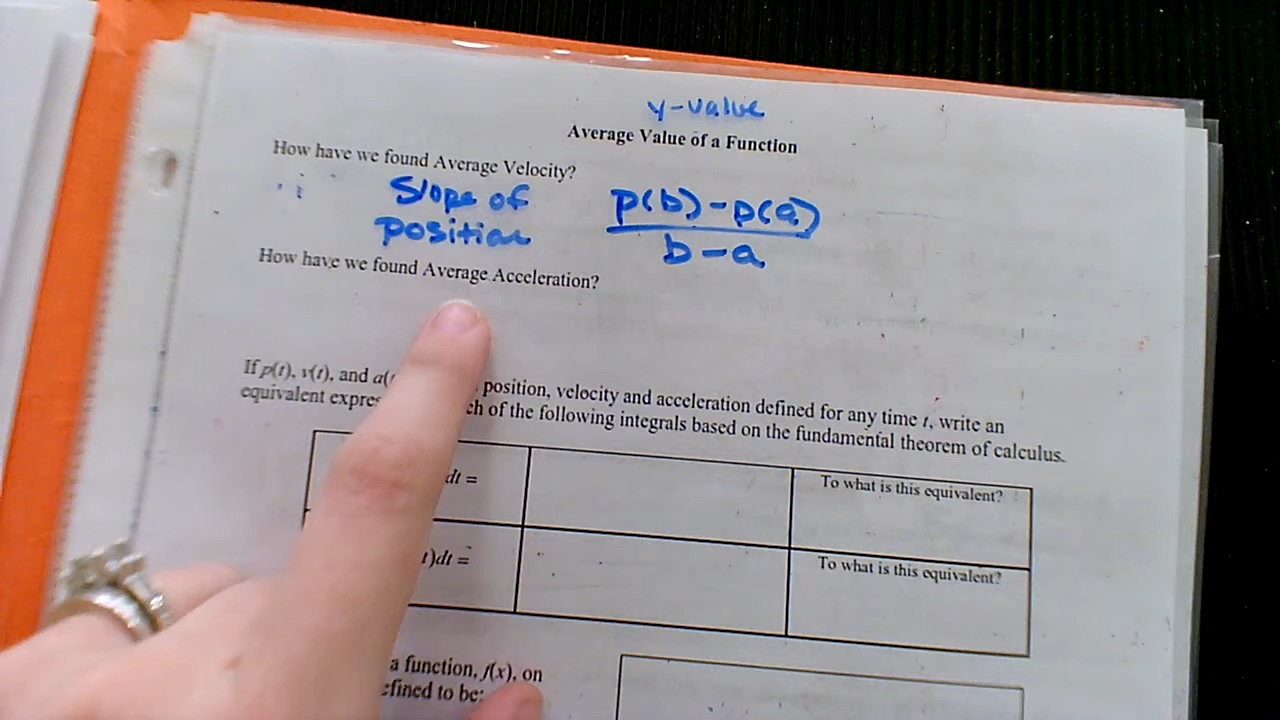 y-value
Average Value of a Function
How have we found Average Velocity?
Slope of
position
p(b)-p(a)
b-a
How have we found Average Acceleration?
If p(t), v(t), and a( position, velocity and acceleration defined for any time t, write an
equivalent of the following integrals based on the fundamental theorem of calculus.
dt =
To what is this equivalent?
t)dt =
To what is this equivalent?
a function, f(x), on
to be: